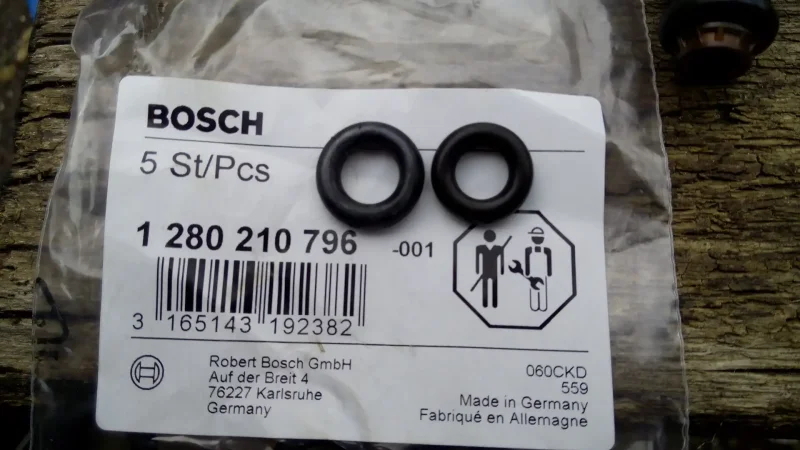 BOSCH
5 St/Pcs
1 280 210 796 -001
3 165143 192382
Robert Bosch GmbH
Auf der Breit 4
76227 Karlsruhe
Germany
060CKD
559
Made in Germany
Fabriqué en Allemagne